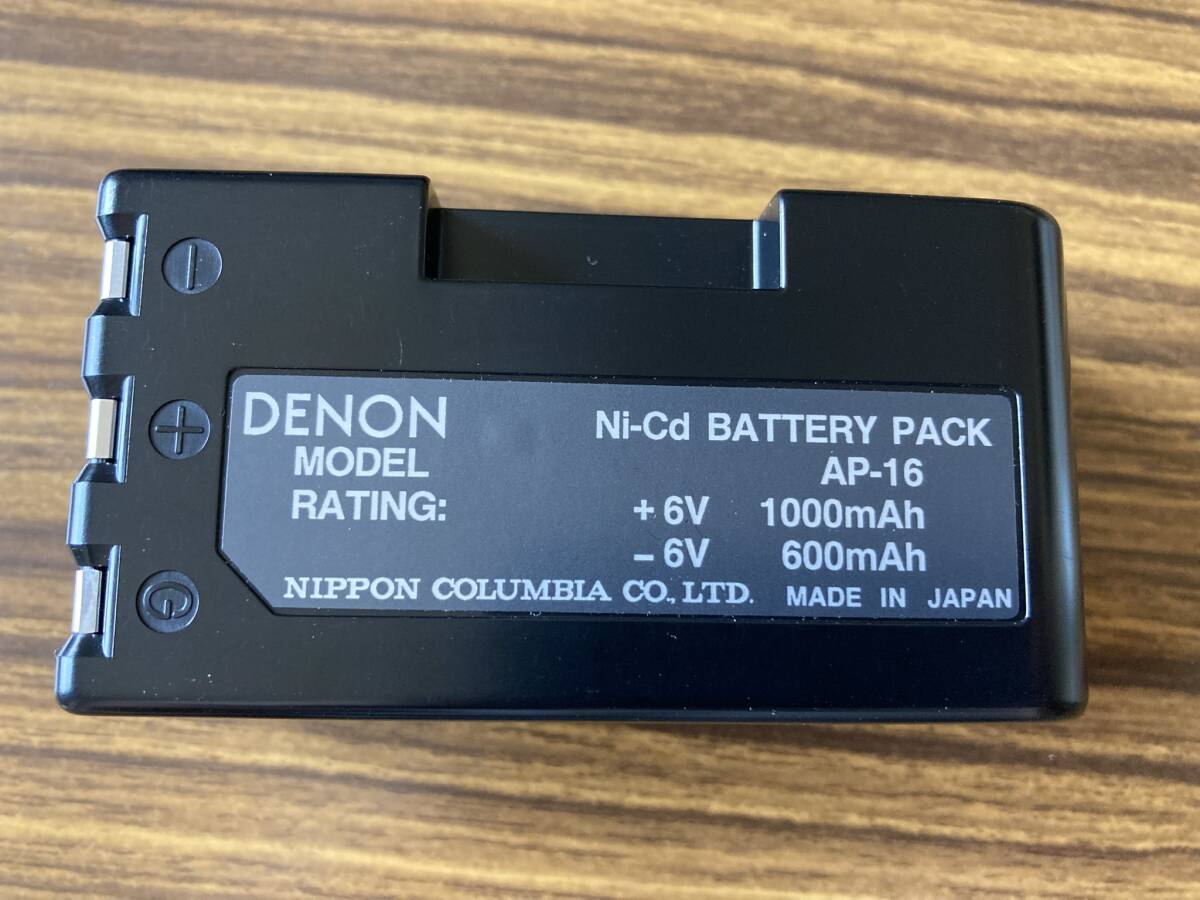 DENON Ni-Cd BATTERY PACK
MODEL AP-16
RATING: + 6V 1000mAh
– 6V 600mAh
NIPPON COLUMBIA CO., LTD. MADE IN JAPAN
−
+
G